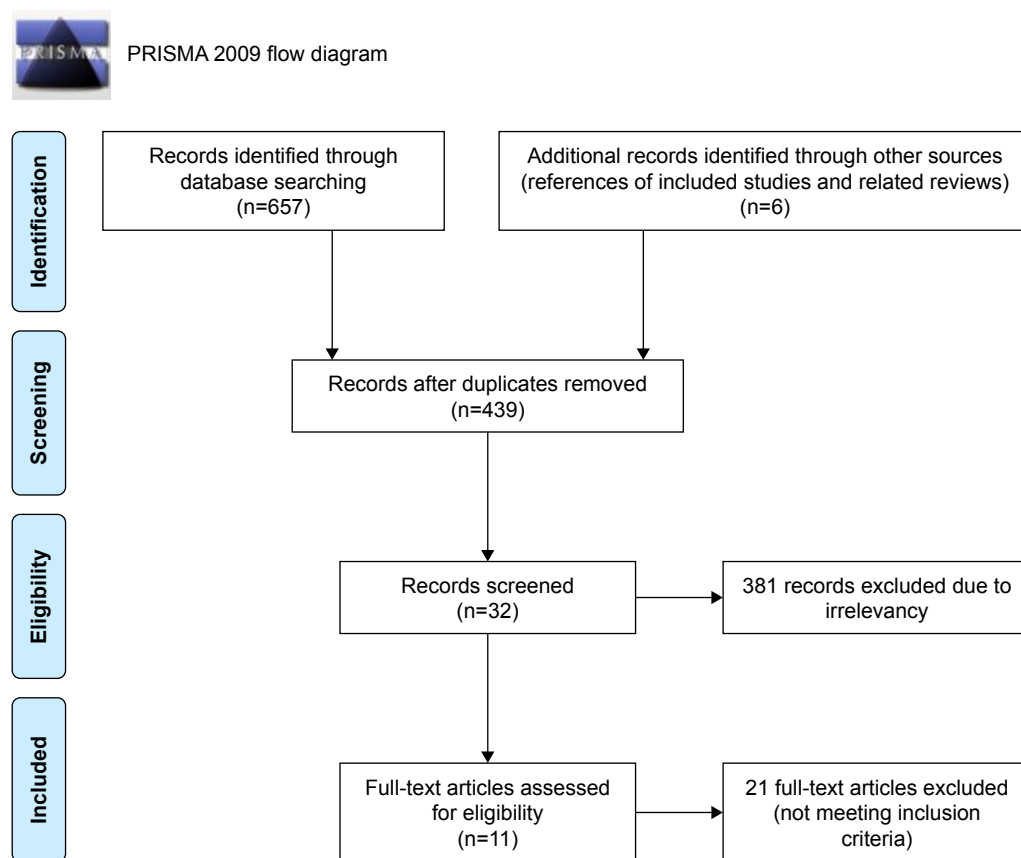 PRISMA
PRISMA 2009 flow diagram
Identification
Records identified through
database searching
(n=657)
Additional records identified through other sources
(references of included studies and related reviews)
(n=6)
Screening
Records after duplicates removed
(n=439)
Eligibility
Records screened
(n=32)
381 records excluded due to
irrelevancy
Included
Full-text articles assessed
for eligibility
(n=11)
21 full-text articles excluded
(not meeting inclusion
criteria)